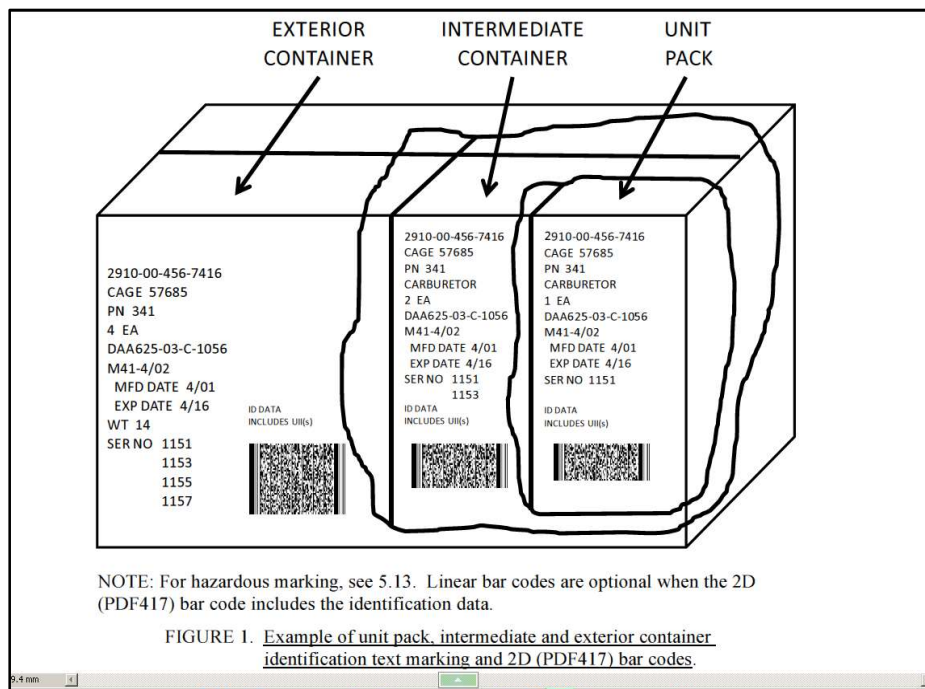 EXTERIOR
CONTAINER
INTERMEDIATE
CONTAINER
UNIT
PACK
2910-00-456-7416
CAGE 57685
PN 341
4 EA
DAA625-03-C-1056
M41-4/02
MFD DATE 4/01
EXP DATE 4/16
WT 14
SER NO 1151
1153
1155
1157
ID DATA
INCLUDES UII(s)
2910-00-456-7416
CAGE 57685
PN 341
CARBURETOR
2 EA
DAA625-03-C-1056
M41-4/02
MFD DATE 4/01
EXP DATE 4/16
SER NO 1151
1153
ID DATA
INCLUDES UII(s)
2910-00-456-7416
CAGE 57685
PN 341
CARBURETOR
1 EA
DAA625-03-C-1056
M41-4/02
MFD DATE 4/01
EXP DATE 4/16
SER NO 1151
ID DATA
INCLUDES UII(s)
NOTE: For hazardous marking, see 5.13. Linear bar codes are optional when the 2D
(PDF417) bar code includes the identification data.
FIGURE 1. Example of unit pack, intermediate and exterior container
identification text marking and 2D (PDF417) bar codes.
9.4 mm